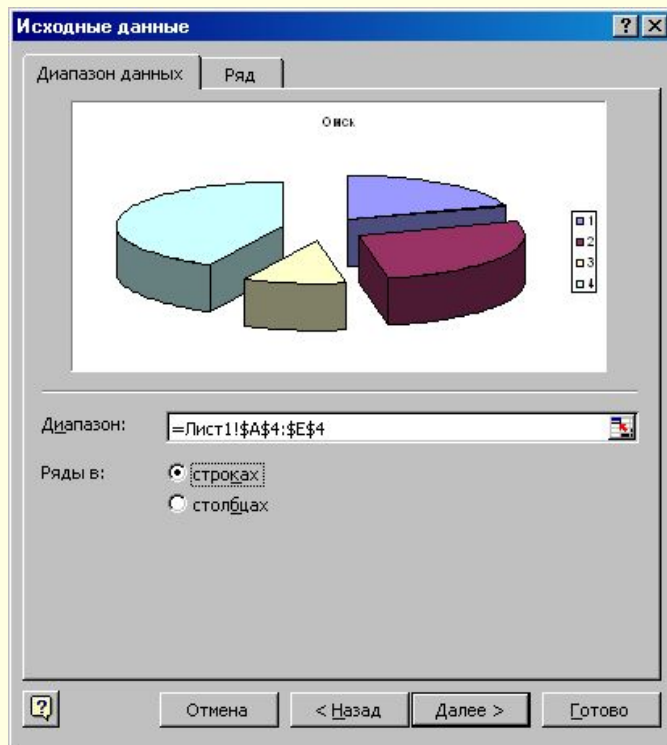 Исходные данные
Диапазон данных
Ряд
Омск
1
2
3
4
Диапазон:
=Лист1!$A$4:$E$4
Ряды в:
строках
столбцах
Отмена
< Назад
Далее >
Готово